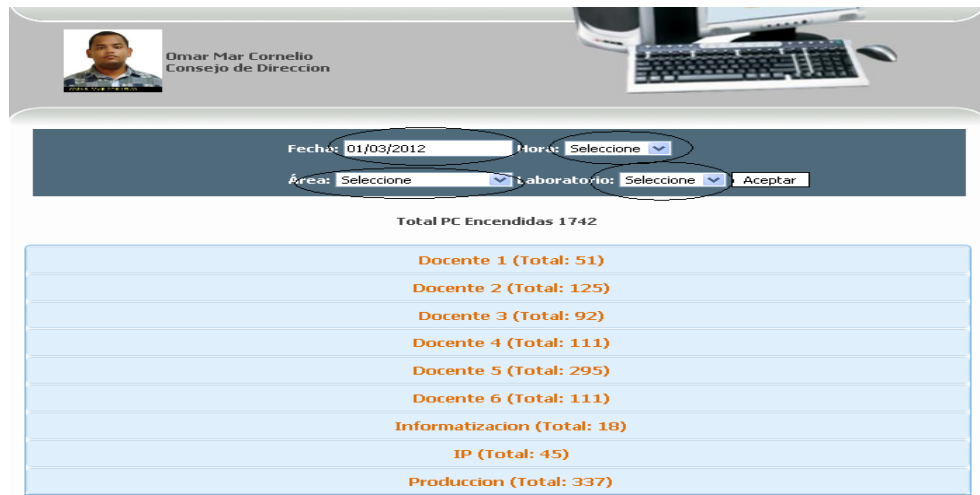 Omar Mar Cornelio
Consejo de Direccion
Fecha: 01/03/2012 Hora: Seleccione
Área: Seleccione Laboratorio: Seleccione Aceptar
Total PC Encendidas 1742
Docente 1 (Total: 51)
Docente 2 (Total: 125)
Docente 3 (Total: 92)
Docente 4 (Total: 111)
Docente 5 (Total: 295)
Docente 6 (Total: 111)
Informatizacion (Total: 18)
IP (Total: 45)
Produccion (Total: 337)